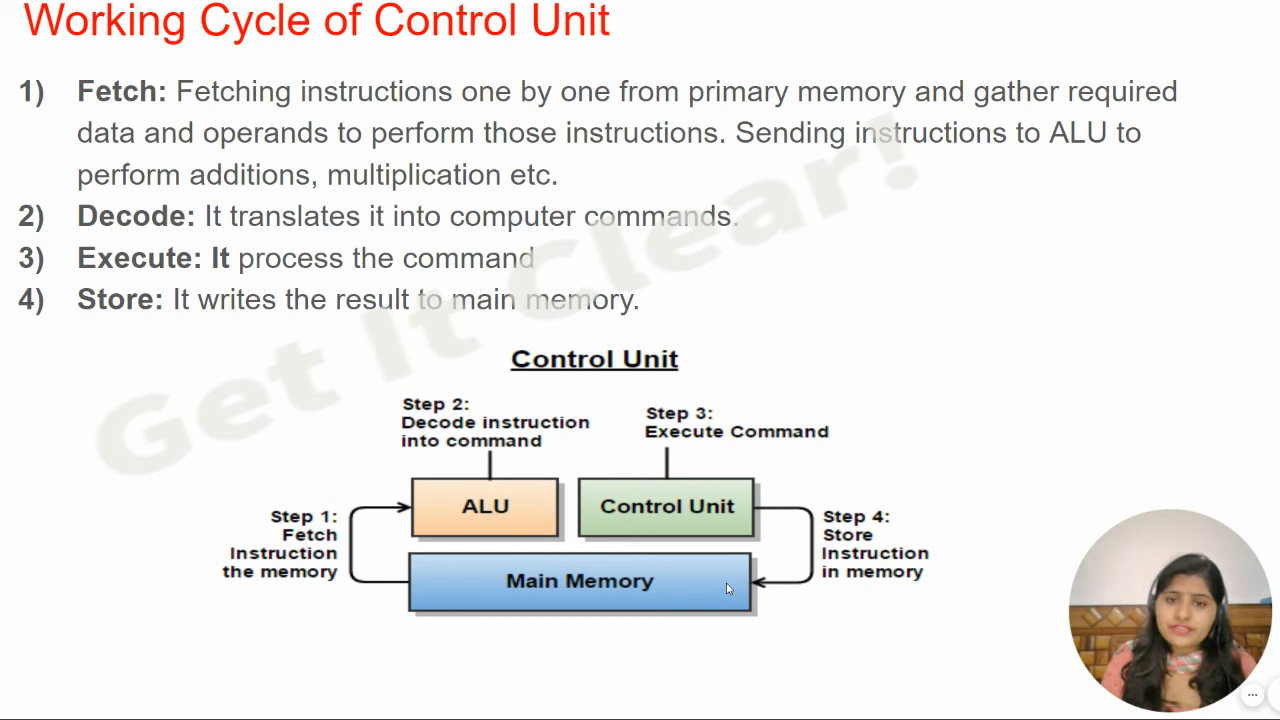 Working Cycle of Control Unit
1) Fetch: Fetching instructions one by one from primary memory and gather required
data and operands to perform those instructions. Sending instructions to ALU to
perform additions, multiplication etc.
2) Decode: It translates it into computer commands.
3) Execute: It process the command
4) Store: It writes the result to main memory.
Get It Clear!
Control Unit
Step 2:
Decode instruction
into command
Step 3:
Execute Command
ALU
Control Unit
Step 1:
Fetch
Instruction
the memory
Step 4:
Store
Instruction
in memory
Main Memory